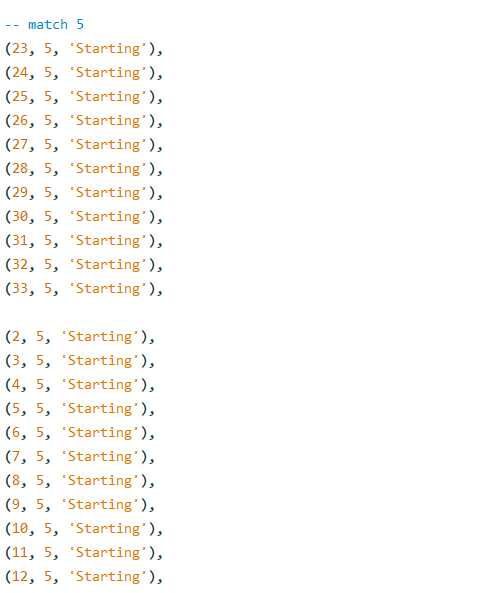 -- match 5
(23, 5, 'Starting'),
(24, 5, 'Starting'),
(25, 5, 'Starting'),
(26, 5, 'Starting'),
(27, 5, 'Starting'),
(28, 5, 'Starting'),
(29, 5, 'Starting'),
(30, 5, 'Starting'),
(31, 5, 'Starting'),
(32, 5, 'Starting'),
(33, 5, 'Starting'),

(2, 5, 'Starting'),
(3, 5, 'Starting'),
(4, 5, 'Starting'),
(5, 5, 'Starting'),
(6, 5, 'Starting'),
(7, 5, 'Starting'),
(8, 5, 'Starting'),
(9, 5, 'Starting'),
(10, 5, 'Starting'),
(11, 5, 'Starting'),
(12, 5, 'Starting'),